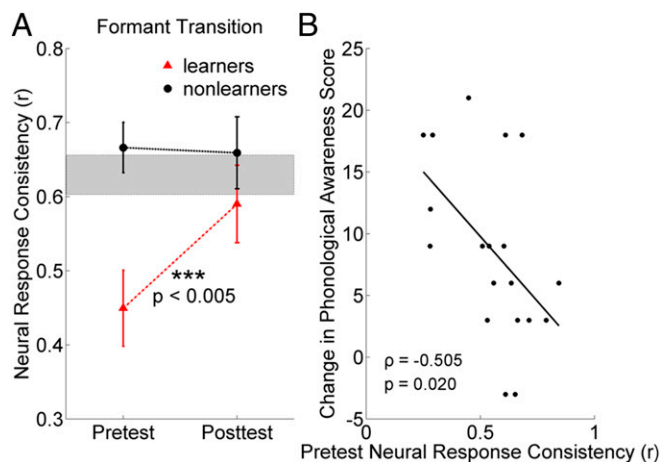 A
Formant Transition
Neural Response Consistency (r)
0.8
0.7
0.6
0.5
0.4
0.3
learners
nonlearners
***
p < 0.005
Pretest
Posttest
B
Change in Phonological Awareness Score
25
20
15
10
5
0
-5
ρ = -0.505
p = 0.020
0
0.5
1
Pretest Neural Response Consistency (r)